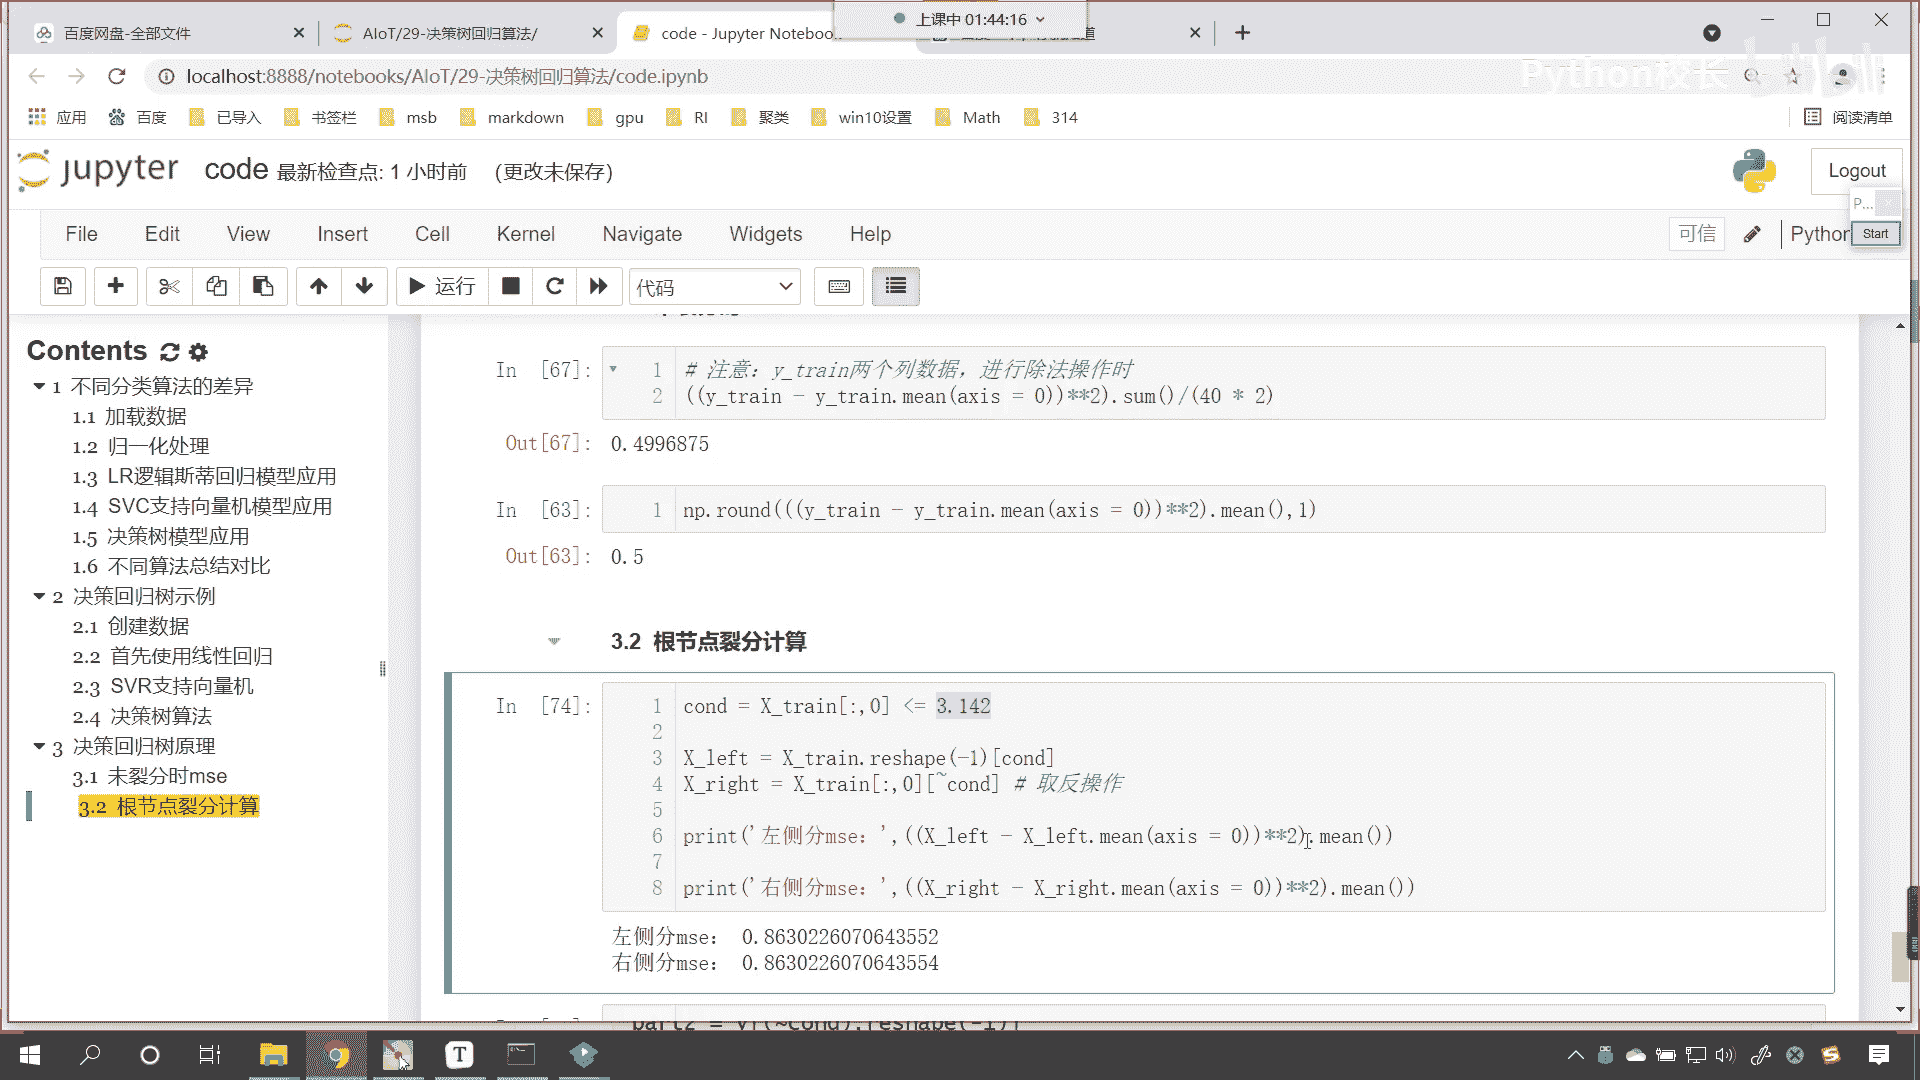 上课中 01:44:16
百度网盘-全部文件
AIoT/29-决策树回归算法/
code - Jupyter Notebook
localhost:8888/notebooks/AIoT/29-决策树回归算法/code.ipynb
Python校长
应用 百度 已导入 书签栏 msb markdown gpu RI 聚类 win10设置 Math 314 阅读清单
jupyter code 最新检查点: 1 小时前 (更改未保存)
Logout
P...
Start
File Edit View Insert Cell Kernel Navigate Widgets Help 可信 Python
运行 代码
Contents
1 不同分类算法的差异
1.1 加载数据
1.2 归一化处理
1.3 LR逻辑斯蒂回归模型应用
1.4 SVC支持向量机模型应用
1.5 决策树模型应用
1.6 不同算法总结对比
2 决策回归树示例
2.1 创建数据
2.2 首先使用线性回归
2.3 SVR支持向量机
2.4 决策树算法
3 决策回归树原理
3.1 未裂分时mse
3.2 根节点裂分计算
In [67]:
1 # 注意：y_train两个列数据，进行除法操作时
2 ((y_train - y_train.mean(axis = 0))**2).sum()/(40 * 2)
Out[67]: 0.4996875
In [63]:
1 np.round(((y_train - y_train.mean(axis = 0))**2).mean(),1)
Out[63]: 0.5
3.2 根节点裂分计算
In [74]:
1 cond = X_train[:,0] <= 3.142
2
3 X_left = X_train.reshape(-1)[cond]
4 X_right = X_train[:,0][~cond] # 取反操作
5
6 print('左侧分mse：',((X_left - X_left.mean(axis = 0))**2).mean())
7
8 print('右侧分mse：',((X_right - X_right.mean(axis = 0))**2).mean())
左侧分mse： 0.8630226070643552
右侧分mse： 0.8630226070643554
part2 = yr(~cond).reshape(-1)]